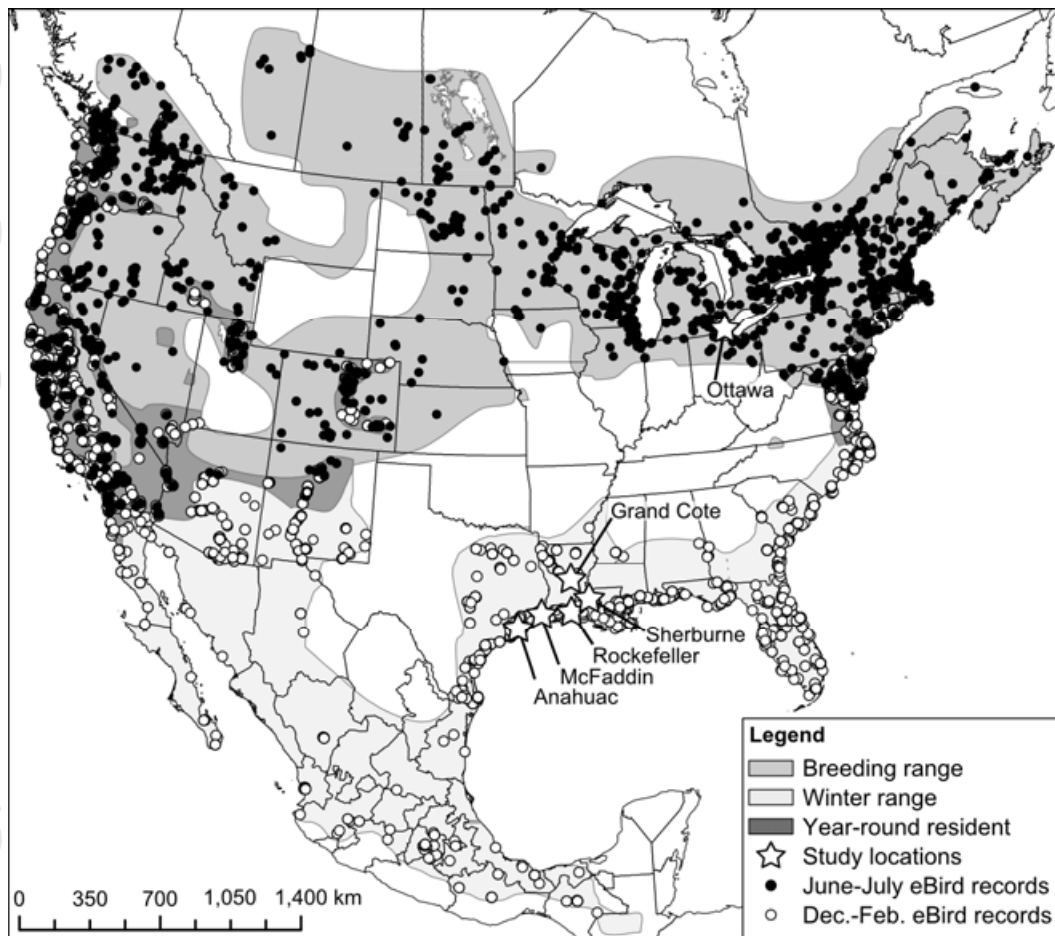 Ottawa
Grand Cote
Sherburne
Rockefeller
McFaddin
Anahuac
Legend
Breeding range
Winter range
Year-round resident
Study locations
June-July eBird records
Dec.-Feb. eBird records
0 350 700 1,050 1,400 km